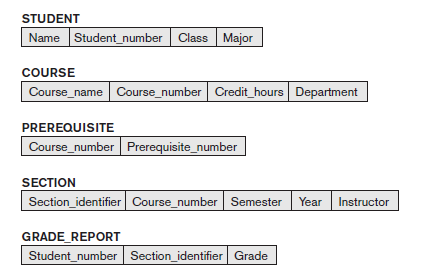 STUDENT
Name Student_number Class Major
COURSE
Course_name Course_number Credit_hours Department
PREREQUISITE
Course_number Prerequisite_number
SECTION
Section_identifier Course_number Semester Year Instructor
GRADE_REPORT
Student_number Section_identifier Grade